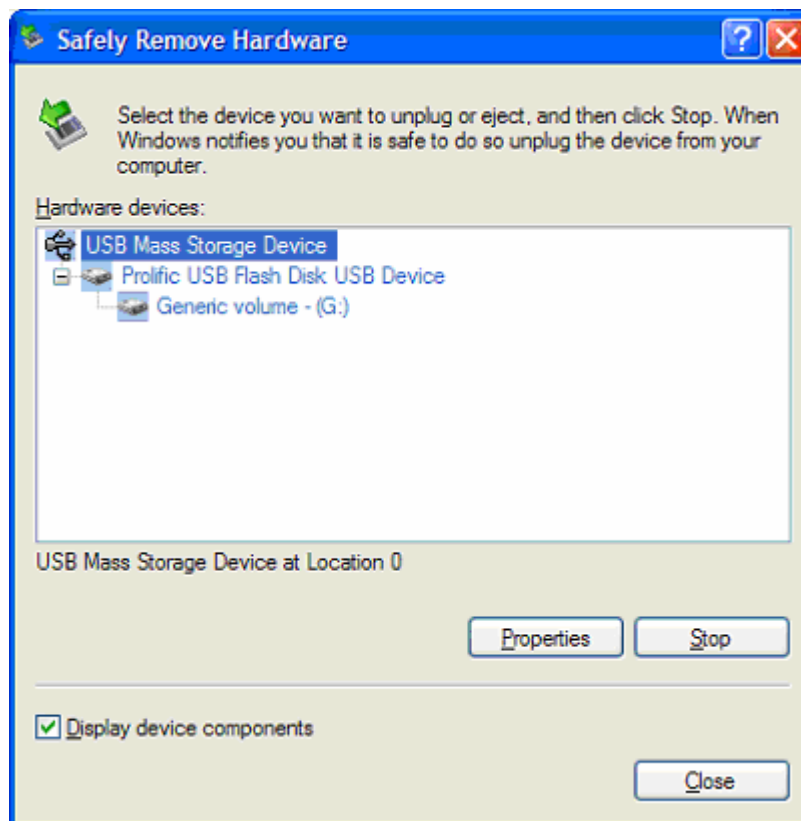 Safely Remove Hardware
Select the device you want to unplug or eject, and then click Stop. When
Windows notifies you that it is safe to do so unplug the device from your
computer.
Hardware devices:
USB Mass Storage Device
Prolific USB Flash Disk USB Device
Generic volume - (G:)
USB Mass Storage Device at Location 0
Properties
Stop
Display device components
Close